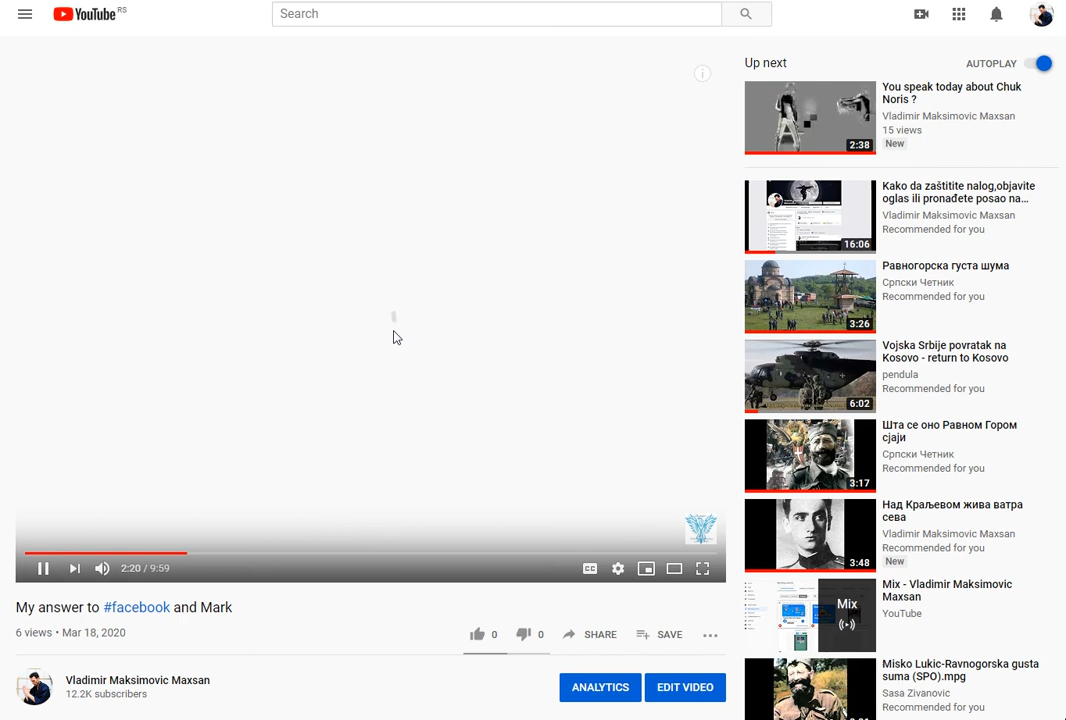 YouTube RS
Search
Up next
AUTOPLAY
2:38
You speak today about Chuk
Noris ?
Vladimir Maksimovic Maxsan
15 views
New
16:06
Kako da zaštitite nalog,objavite
oglas ili pronađete posao na...
Vladimir Maksimovic Maxsan
Recommended for you
3:26
Равногорска густа шума
Српски Четник
Recommended for you
6:02
Vojska Srbije povratak na
Kosovo - return to Kosovo
pendula
Recommended for you
3:17
Шта се оно Равном Гором
сјаји
Српски Четник
Recommended for you
3:48
Над Краљевом жива ватра
сева
Vladimir Maksimovic Maxsan
Recommended for you
New
Mix
Mix - Vladimir Maksimovic
Maxsan
YouTube
Misko Lukic-Ravnogorska gusta
suma (SPO).mpg
Sasa Zivanovic
Recommended for you
2:20 / 9:59
CC
My answer to #facebook and Mark
6 views • Mar 18, 2020
0
0
SHARE
SAVE
Vladimir Maksimovic Maxsan
12.2K subscribers
ANALYTICS
EDIT VIDEO